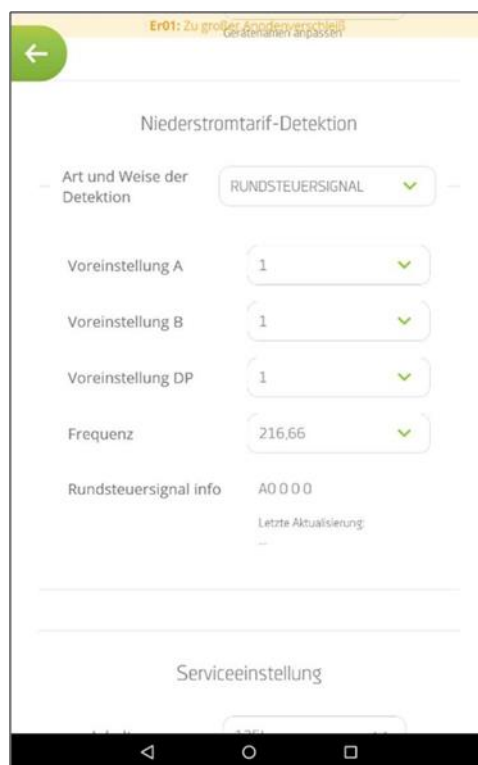 Er01: Zu großer Anodenverschleiß
Gerätenamen anpassen
Niederstromtarif-Detektion
Art und Weise der
Detektion
RUNDSTEUERSIGNAL
Voreinstellung A
1
Voreinstellung B
1
Voreinstellung DP
1
Frequenz
216,66
Rundsteuersignal info
A0 0 0 0
Letzte Aktualisierung:
--
Serviceeinstellung